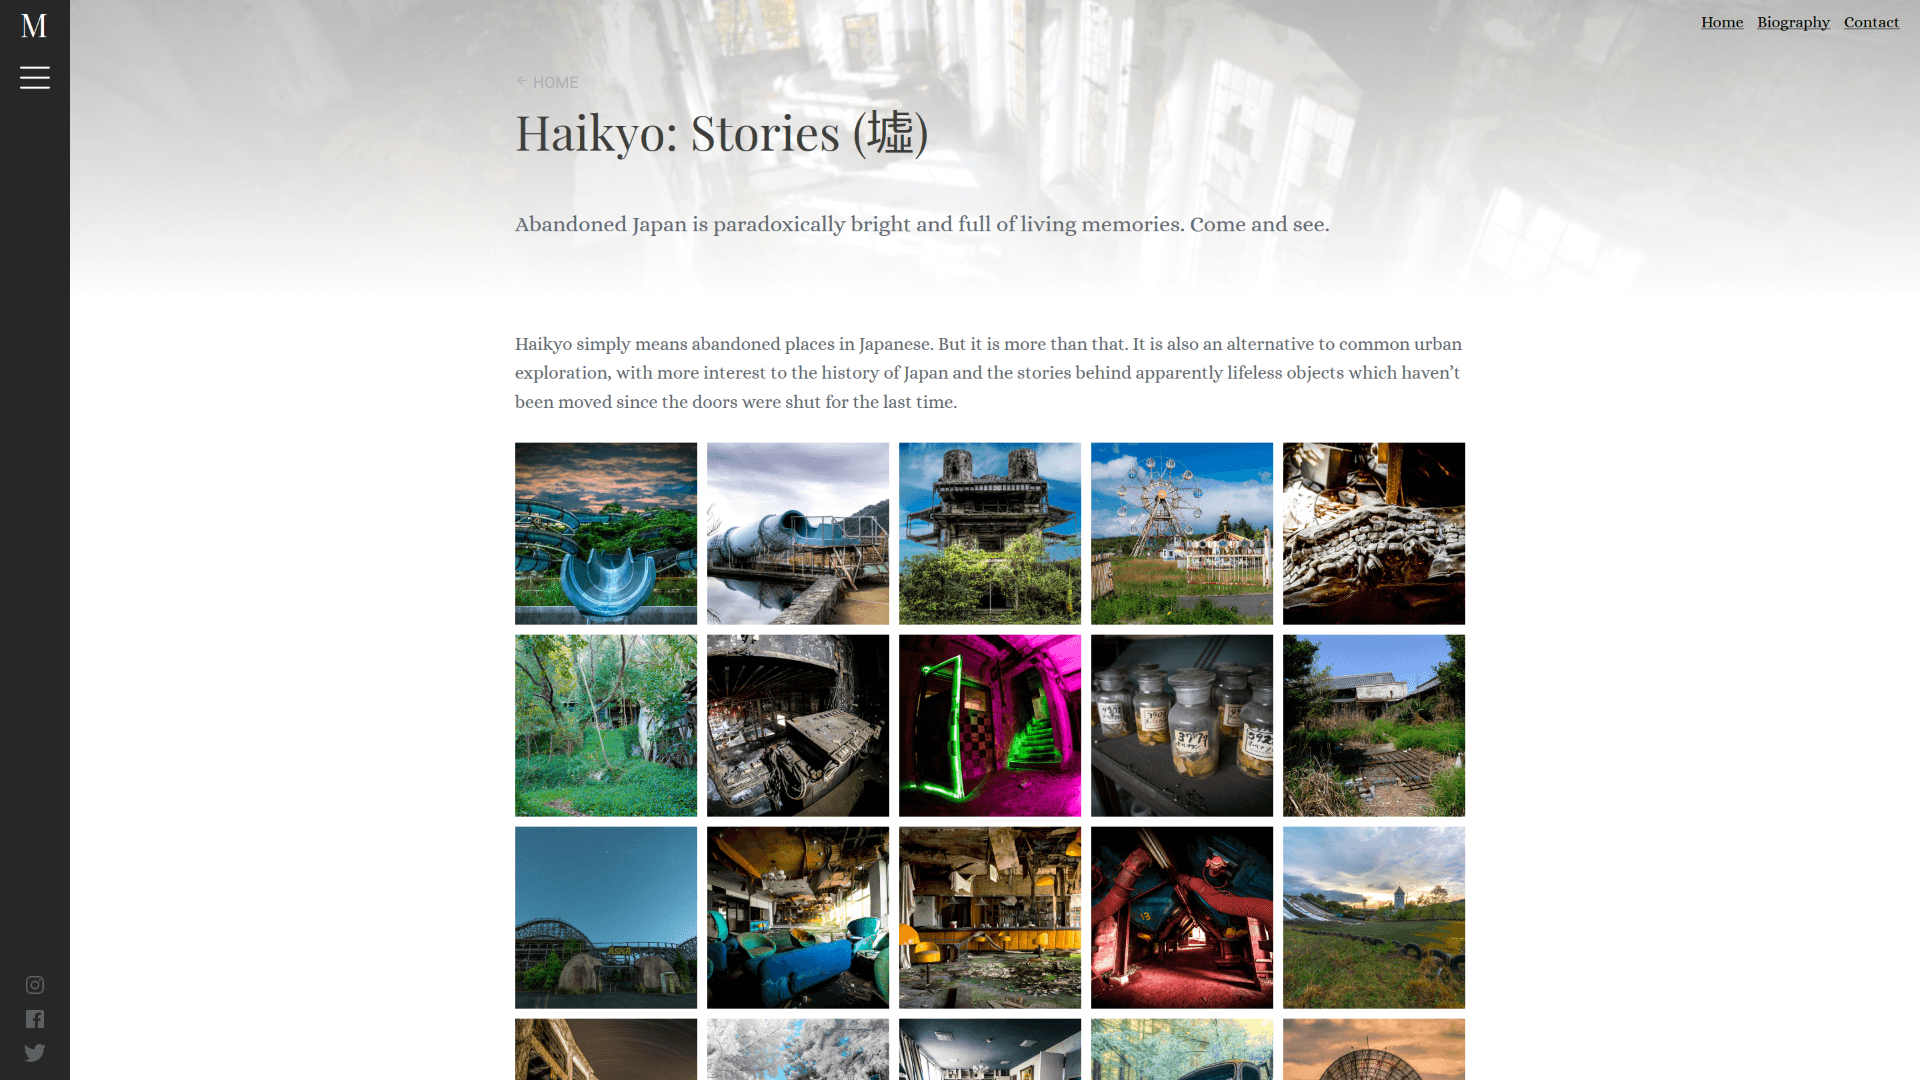 M
Home Biography Contact
← HOME
Haikyo: Stories (墟)
Abandoned Japan is paradoxically bright and full of living memories. Come and see.
Haikyo simply means abandoned places in Japanese. But it is more than that. It is also an alternative to common urban
exploration, with more interest to the history of Japan and the stories behind apparently lifeless objects which haven’t
been moved since the doors were shut for the last time.
3779
13